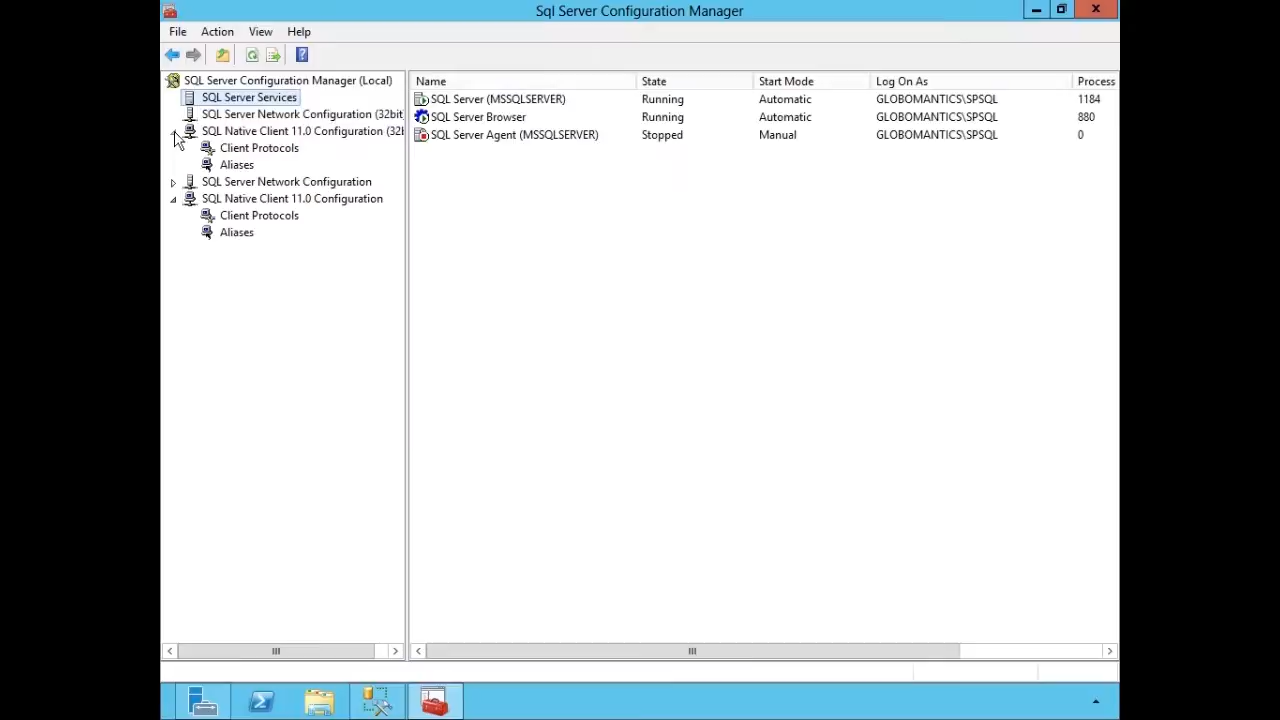 Sql Server Configuration Manager
File Action View Help
SQL Server Configuration Manager (Local)
SQL Server Services
SQL Server Network Configuration (32bit
SQL Native Client 11.0 Configuration (32l
Client Protocols
Aliases
SQL Server Network Configuration
SQL Native Client 11.0 Configuration
Client Protocols
Aliases
Name State Start Mode Log On As Process
SQL Server (MSSQLSERVER) Running Automatic GLOBOMANTICS\SPSQL 1184
SQL Server Browser Running Automatic GLOBOMANTICS\SPSQL 880
SQL Server Agent (MSSQLSERVER) Stopped Manual GLOBOMANTICS\SPSQL 0